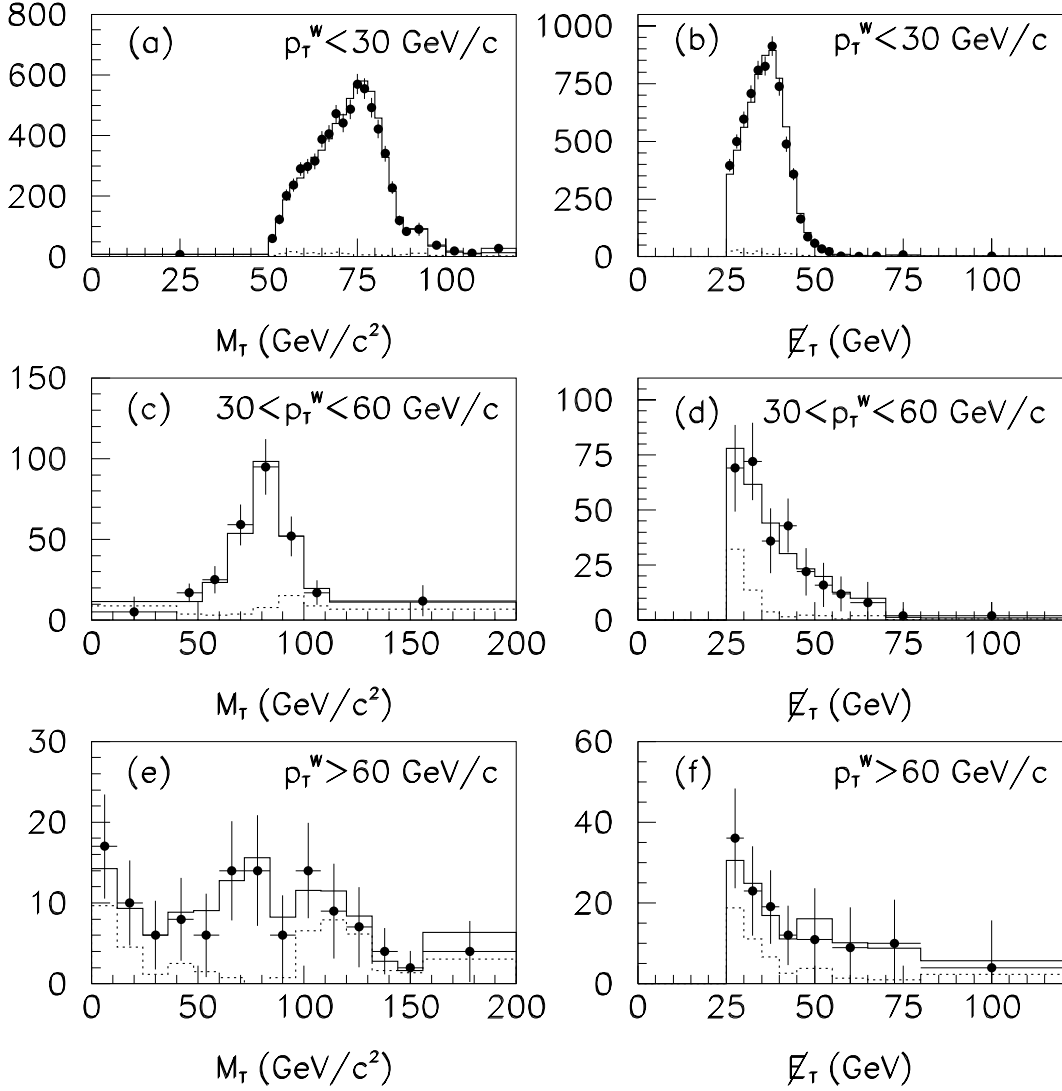 (a) p_T^W<30 GeV/c
800
600
400
200
0
0 25 50 75 100
M_T (GeV/c²)
(b) p_T^W<30 GeV/c
1000
750
500
250
0
0 25 50 75 100
E̸_T (GeV)
(c) 30<p_T^W<60 GeV/c
150
100
50
0
0 50 100 150 200
M_T (GeV/c²)
(d) 30<p_T^W<60 GeV/c
100
75
50
25
0
0 25 50 75 100
E̸_T (GeV)
(e) p_T^W>60 GeV/c
30
20
10
0
0 50 100 150 200
M_T (GeV/c²)
(f) p_T^W>60 GeV/c
60
40
20
0
0 25 50 75 100
E̸_T (GeV)